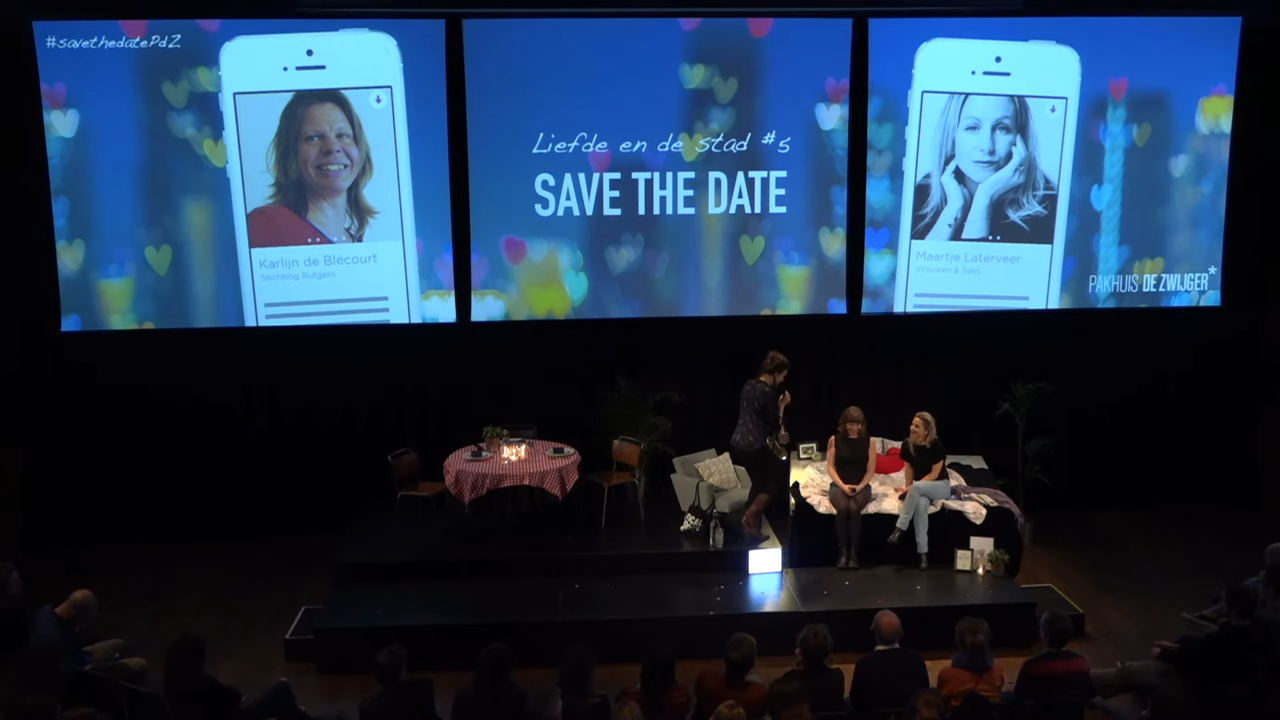 #savethedatePdZ
Karlijn de Blécourt
Stichting Rutgers
Liefde en de stad #5
SAVE THE DATE
Maartje Laterveer
Vrouwen & Seks
PAKHUIS DE ZWIJGER*